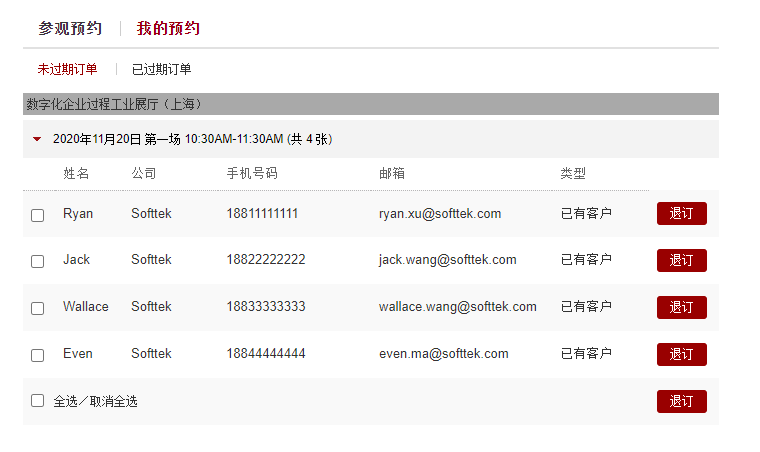 参观预约 我的预约
未过期订单 已过期订单
数字化企业过程工业展厅（上海）
2020年11月20日 第一场 10:30AM-11:30AM (共 4 张)
姓名 公司 手机号码 邮箱 类型
Ryan Softtek 18811111111 ryan.xu@softtek.com 已有客户 退订
Jack Softtek 18822222222 jack.wang@softtek.com 已有客户 退订
Wallace Softtek 18833333333 wallace.wang@softtek.com 已有客户 退订
Even Softtek 18844444444 even.ma@softtek.com 已有客户 退订
全选／取消全选 退订